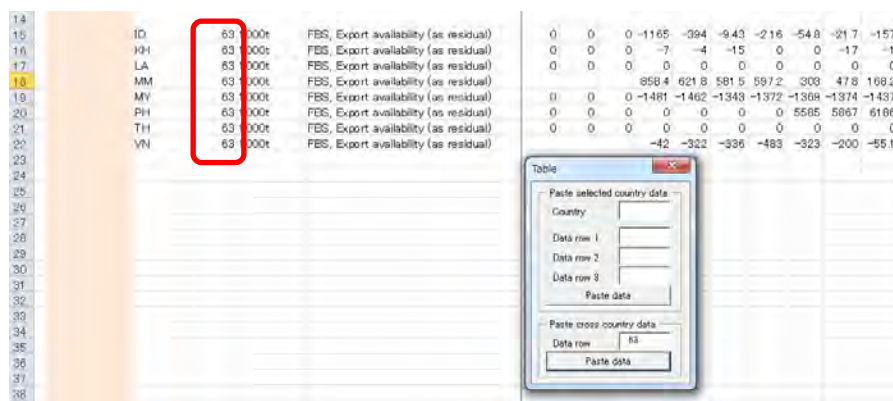 14
15 ID 63 1000t FBS, Export availability (as residual) 0 0 0 -1165 -394 -9.43 -216 -54.8 -21.7 -157
16 KH 63 1000t FBS, Export availability (as residual) 0 0 0 -7 -4 -15 0 0 -17 -1
17 LA 63 1000t FBS, Export availability (as residual) 0 0 0 0 0 0 0 0 0 0
18 MM 63 1000t FBS, Export availability (as residual) 858.4 621.8 581.5 597.2 303 47.8 168.2
19 MY 63 1000t FBS, Export availability (as residual) 0 0 0 -1481 -1462 -1343 -1372 -1369 -1374 -1437
20 PH 63 1000t FBS, Export availability (as residual) 0 0 0 0 0 0 0 5585 5867 6186
21 TH 63 1000t FBS, Export availability (as residual) 0 0 0 0 0 0 0 0 0
22 VN 63 1000t FBS, Export availability (as residual) -42 -322 -336 -483 -323 -200 -55.1
23
24
25
26
27
28
29
30
31
32
33
34
35
36
37
38
Table
Paste selected country data
Country
Data row 1
Data row 2
Data row 3
Paste data
Paste cross country data
Data row 63
Paste data